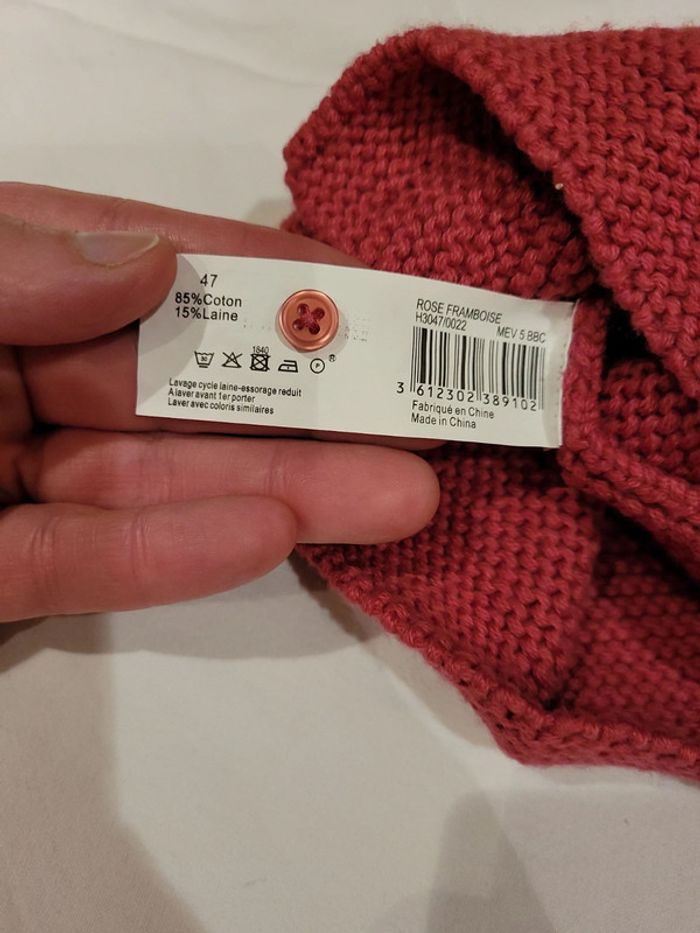 47
85%Coton
15%Laine
30
1840
P
®
Lavage cycle laine-essorage reduit
A laver avant 1er porter
Laver avec coloris similaires
ROSE FRAMBOISE
H3047/0022 MEV 5 BBC
3 612302 389102
Fabriqué en Chine
Made in China